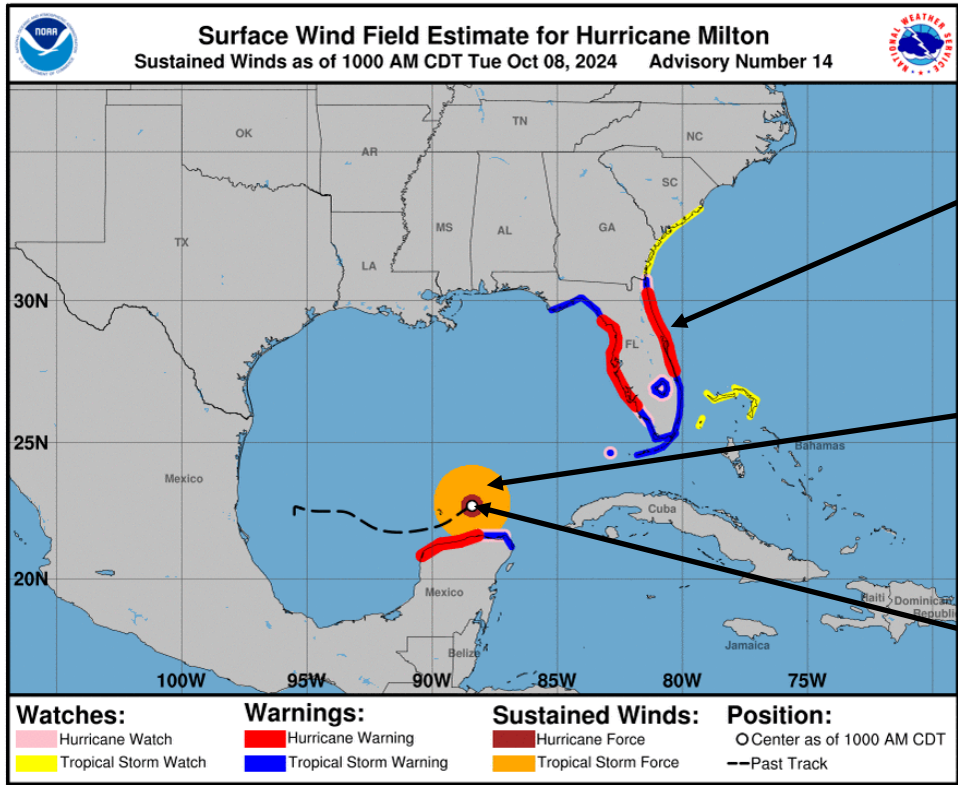 NOAA
Surface Wind Field Estimate for Hurricane Milton
Sustained Winds as of 1000 AM CDT Tue Oct 08, 2024 Advisory Number 14
NATIONAL WEATHER SERVICE
OK
TN
NC
AR
SC
TX
MS
AL
GA
LA
30N
FL
25N
Bahamas
Mexico
Cuba
20N
Mexico
Haiti
Dominican
Republic
Jamaica
Belize
100W 95W 90W 85W 80W 75W
Watches:
Hurricane Watch
Tropical Storm Watch
Warnings:
Hurricane Warning
Tropical Storm Warning
Sustained Winds:
Hurricane Force
Tropical Storm Force
Position:
Center as of 1000 AM CDT
Past Track